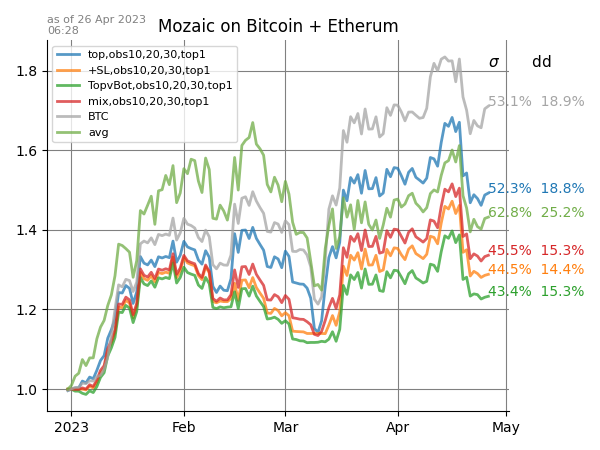 as of 26 Apr 2023
06:28
Mozaic on Bitcoin + Etherum
top,obs10,20,30,top1
+SL,obs10,20,30,top1
TopvBot,obs10,20,30,top1
mix,obs10,20,30,top1
BTC
avg
σ dd
53.1% 18.9%
52.3% 18.8%
62.8% 25.2%
45.5% 15.3%
44.5% 14.4%
43.4% 15.3%
1.8
1.6
1.4
1.2
1.0
2023 Feb Mar Apr May